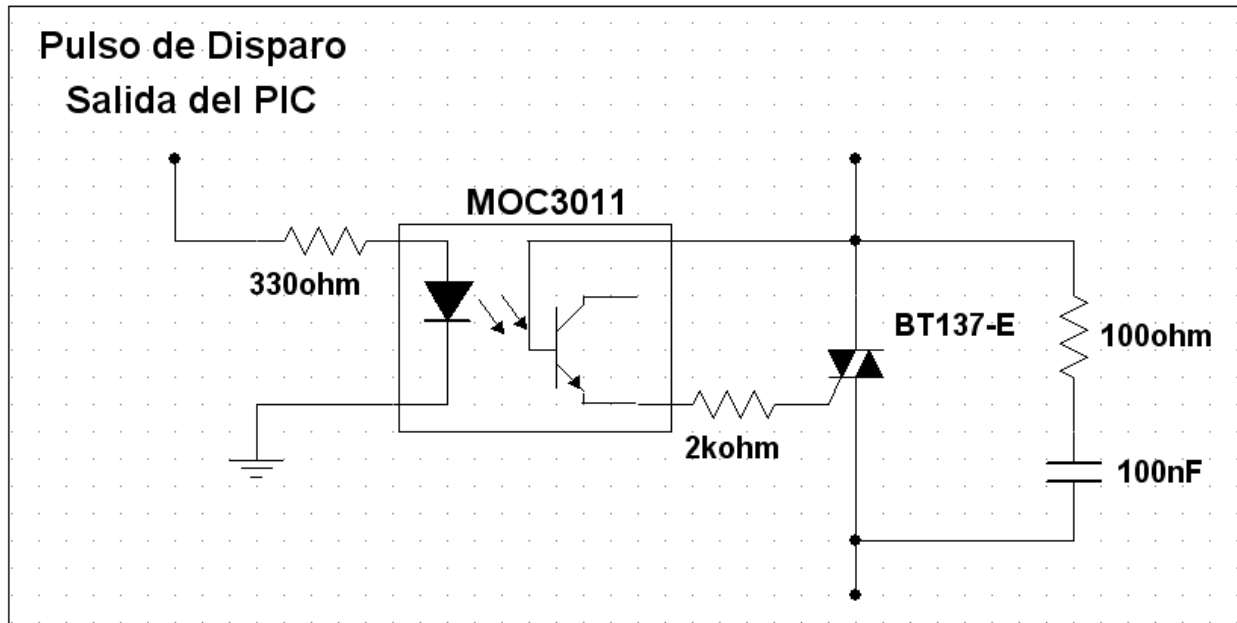 Pulso de Disparo
Salida del PIC
MOC3011
330ohm
BT137-E
100ohm
2kohm
100nF